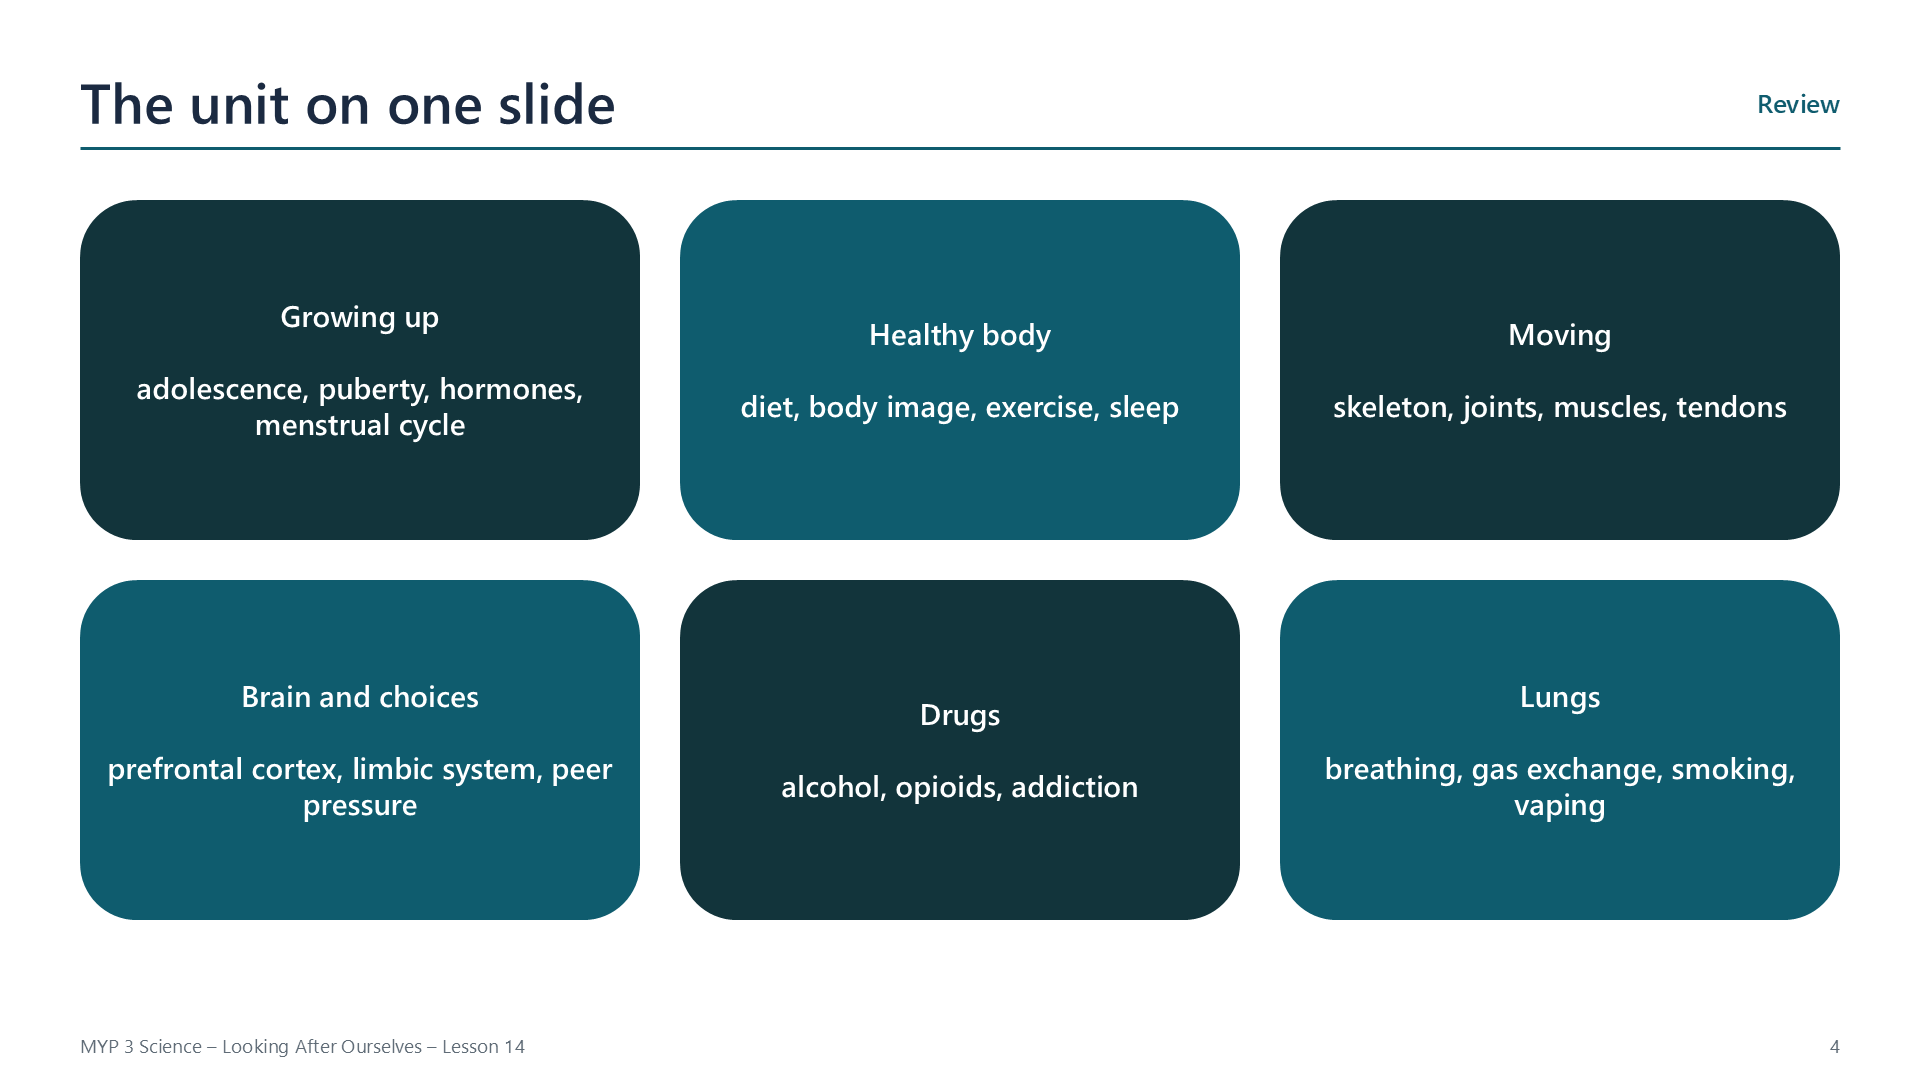 The unit on one slide
Review
Growing up
adolescence, puberty, hormones,
menstrual cycle
Healthy body
diet, body image, exercise, sleep
Moving
skeleton, joints, muscles, tendons
Brain and choices
prefrontal cortex, limbic system, peer
pressure
Drugs
alcohol, opioids, addiction
Lungs
breathing, gas exchange, smoking,
vaping
MYP 3 Science – Looking After Ourselves – Lesson 14
4